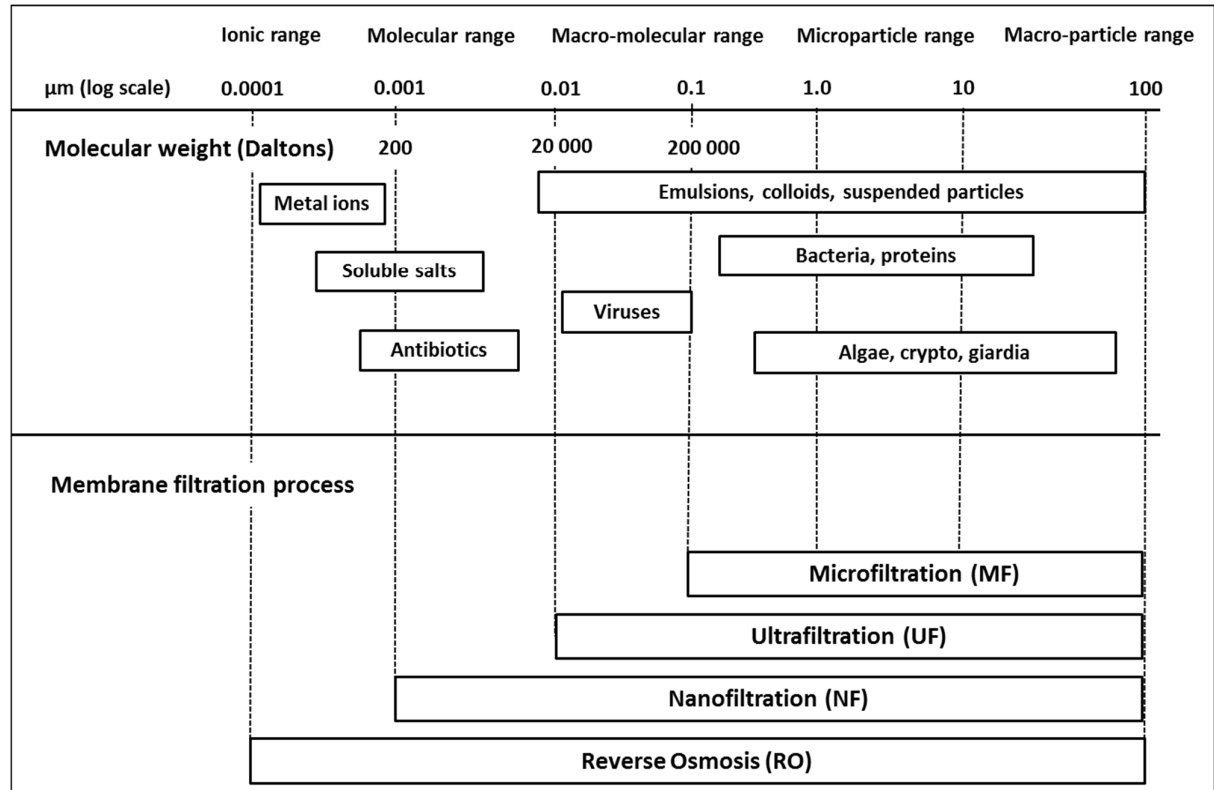 Ionic range Molecular range Macro-molecular range Microparticle range Macro-particle range
µm (log scale) 0.0001 0.001 0.01 0.1 1.0 10 100
Molecular weight (Daltons) 200 20 000 200 000
Emulsions, colloids, suspended particles
Metal ions
Bacteria, proteins
Soluble salts
Viruses
Antibiotics
Algae, crypto, giardia
Membrane filtration process
Microfiltration (MF)
Ultrafiltration (UF)
Nanofiltration (NF)
Reverse Osmosis (RO)